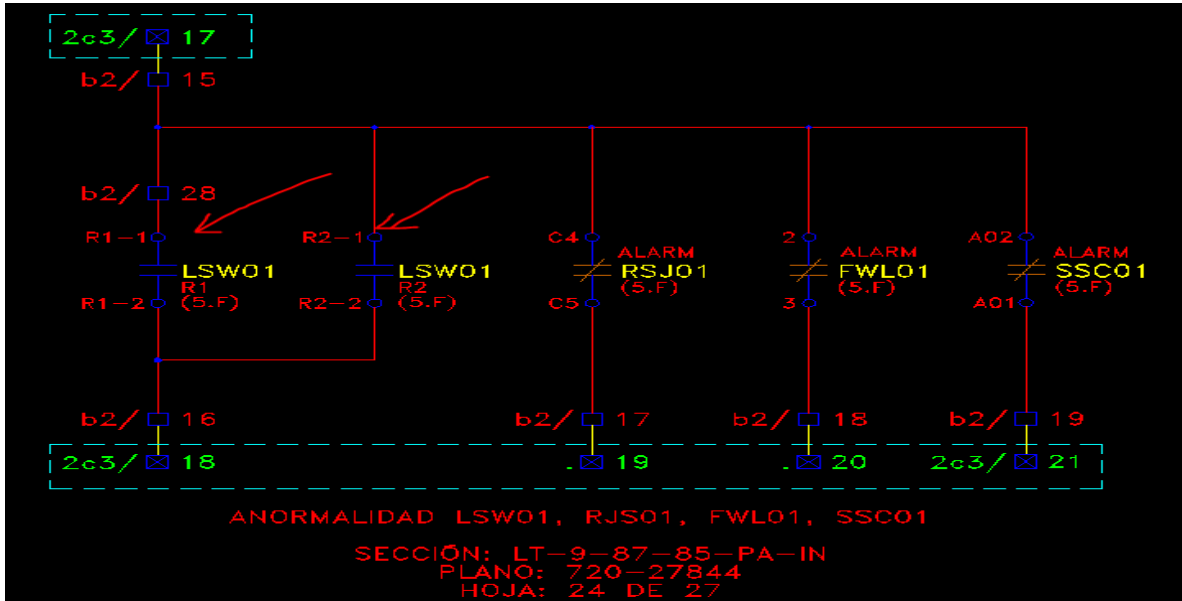 2c3/ 17
b2/ 15
b2/ 28
R1-1 R2-1 C4 2 A02
LSW01 LSW01 ALARM ALARM ALARM
R1 R2 RSJ01 FWL01 SSC01
(5.F) (5.F) (5.F) (5.F) (5.F)
R1-2 R2-2 C5 3 A01
b2/ 16 b2/ 17 b2/ 18 b2/ 19
2c3/ 18 . 19 . 20 2c3/ 21
ANORMALIDAD LSW01, RJS01, FWL01, SSC01
SECCIÓN: LT-9-87-85-PA-IN
PLANO: 720-27844
HOJA: 24 DE 27